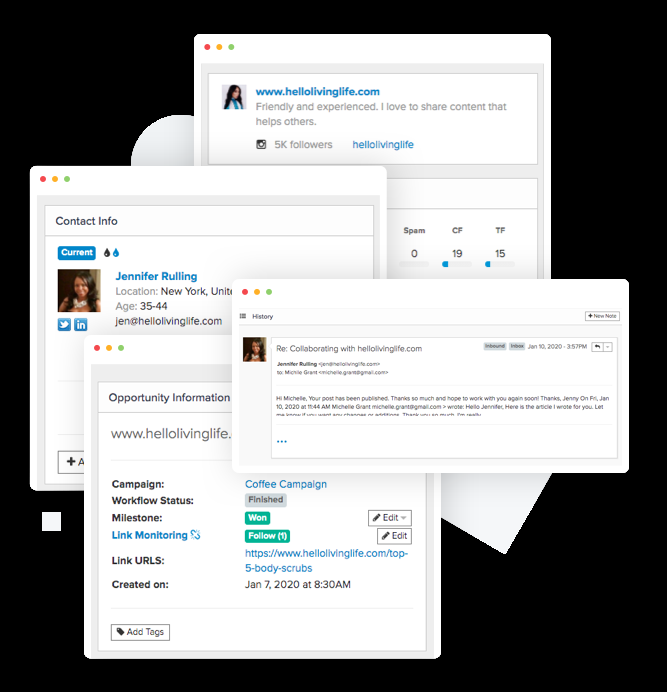 www.hellolivinglife.com
Friendly and experienced. I love to share content that
helps others.
5K followers hellolivinglife
Spam CF TF
0 19 15
Contact Info
Current
Jennifer Rulling
Location: New York, Unite
Age: 35-44
jen@hellolivinglife.com
+ A
History
+ New Note
Re: Collaborating with hellolivinglife.com
Inbound Inbox Jan 10, 2020 - 3:57PM
Jennifer Rulling <jen@hellolivinglife.com>
to: Michlle Grant <michelle.grant@gmail.com>
Hi Michelle, Your post has been published. Thanks so much and hope to work with you again soon! Thanks, Jenny On Fri, Jan
10, 2020 at 11:44 AM Michelle Grant michelle.grant@gmail.com > wrote: Hello Jennifer, Here is the article I wrote for you. Let
me know if you want any changes or additions. Thank you so much. I'm really
...
Opportunity Information
www.hellolivinglife.
Campaign: Coffee Campaign
Workflow Status: Finished
Milestone: Won Edit
Link Monitoring Follow (1) Edit
Link URLS: https://www.hellolivinglife.com/top-
5-body-scrubs
Created on: Jan 7, 2020 at 8:30AM
Add Tags